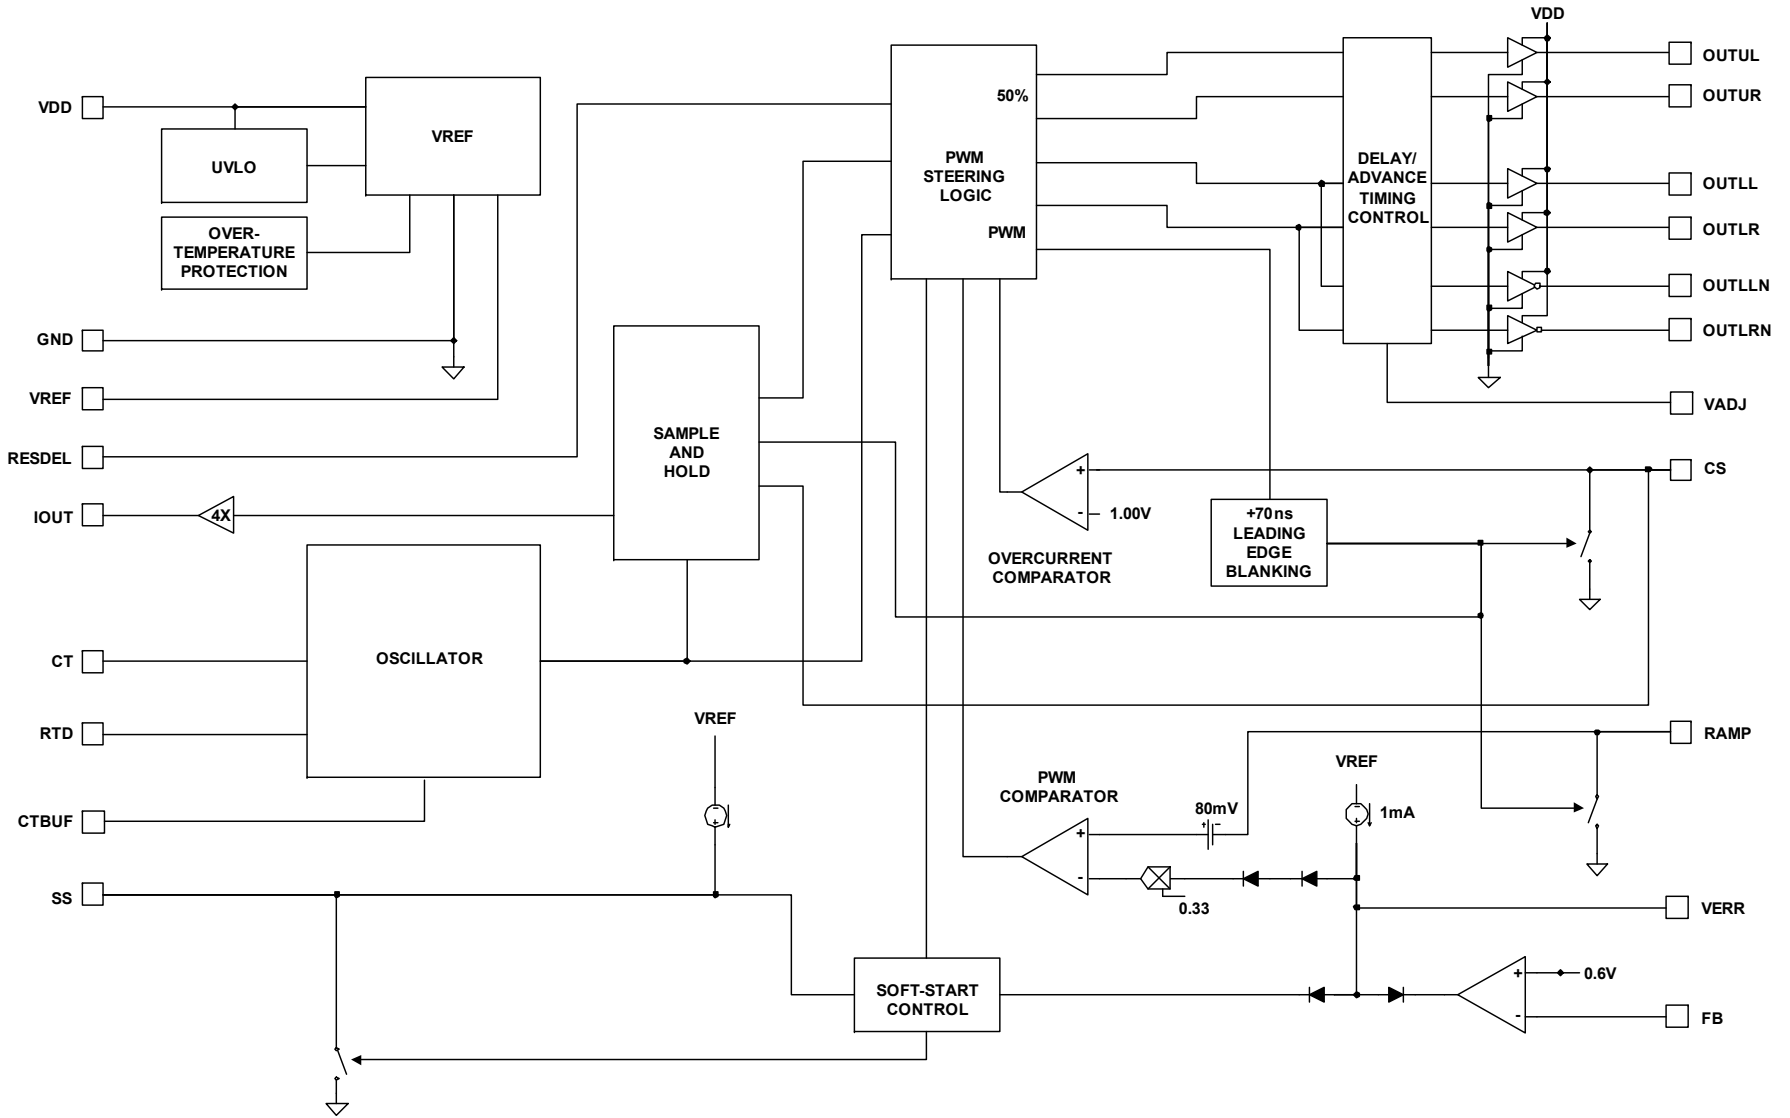 VDD
OUTUL
VDD
VREF
50%
OUTUR
UVLO
PWM
STEERING
LOGIC
DELAY/
ADVANCE
TIMING
CONTROL
OUTLL
OVER-
TEMPERATURE
PROTECTION
PWM
OUTLR
OUTLLN
GND
OUTLRN
VREF
VADJ
SAMPLE
AND
HOLD
RESDEL
+
CS
IOUT
4X
-
1.00V
+70ns
LEADING
EDGE
BLANKING
OVERCURRENT
COMPARATOR
CT
OSCILLATOR
RTD
VREF
RAMP
VREF
PWM
COMPARATOR
CTBUF
-
+
80mV
+
-
-
+
1mA
+
-
SS
0.33
VERR
SOFT-START
CONTROL
+
0.6V
-
FB